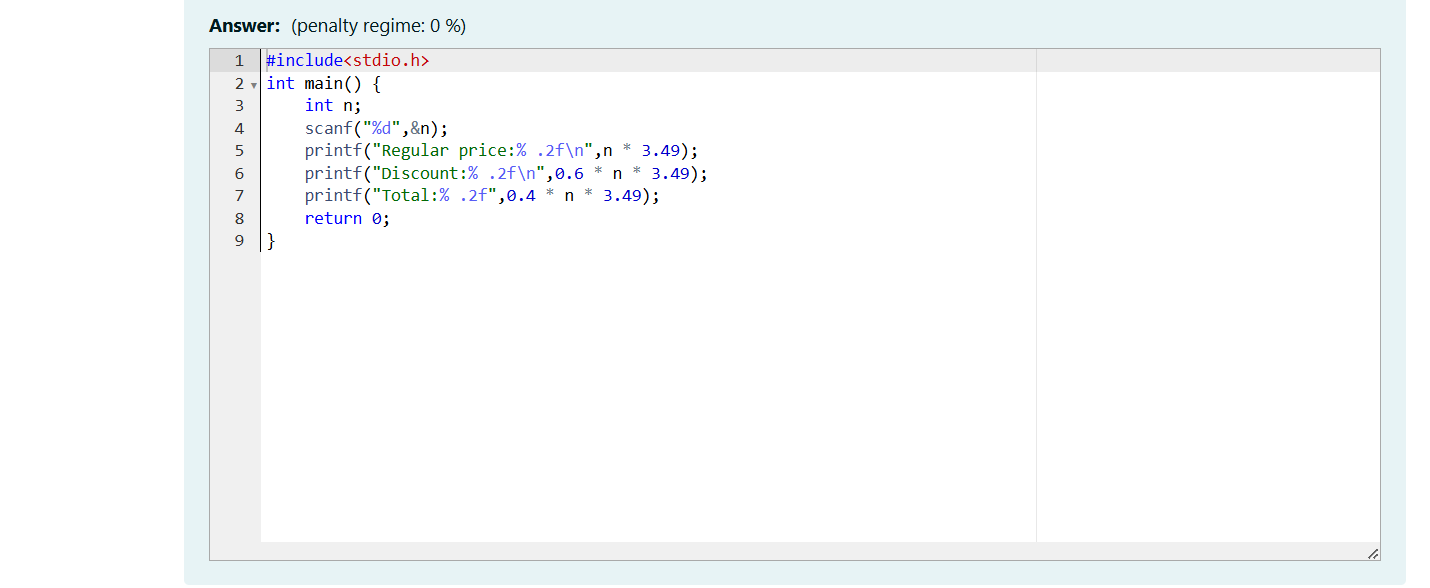 Answer: (penalty regime: 0 %)
1 #include<stdio.h>
2 int main() {
3     int n;
4     scanf("%d",&n);
5     printf("Regular price:% .2f\n",n * 3.49);
6     printf("Discount:% .2f\n",0.6 * n * 3.49);
7     printf("Total:% .2f",0.4 * n * 3.49);
8     return 0;
9 }